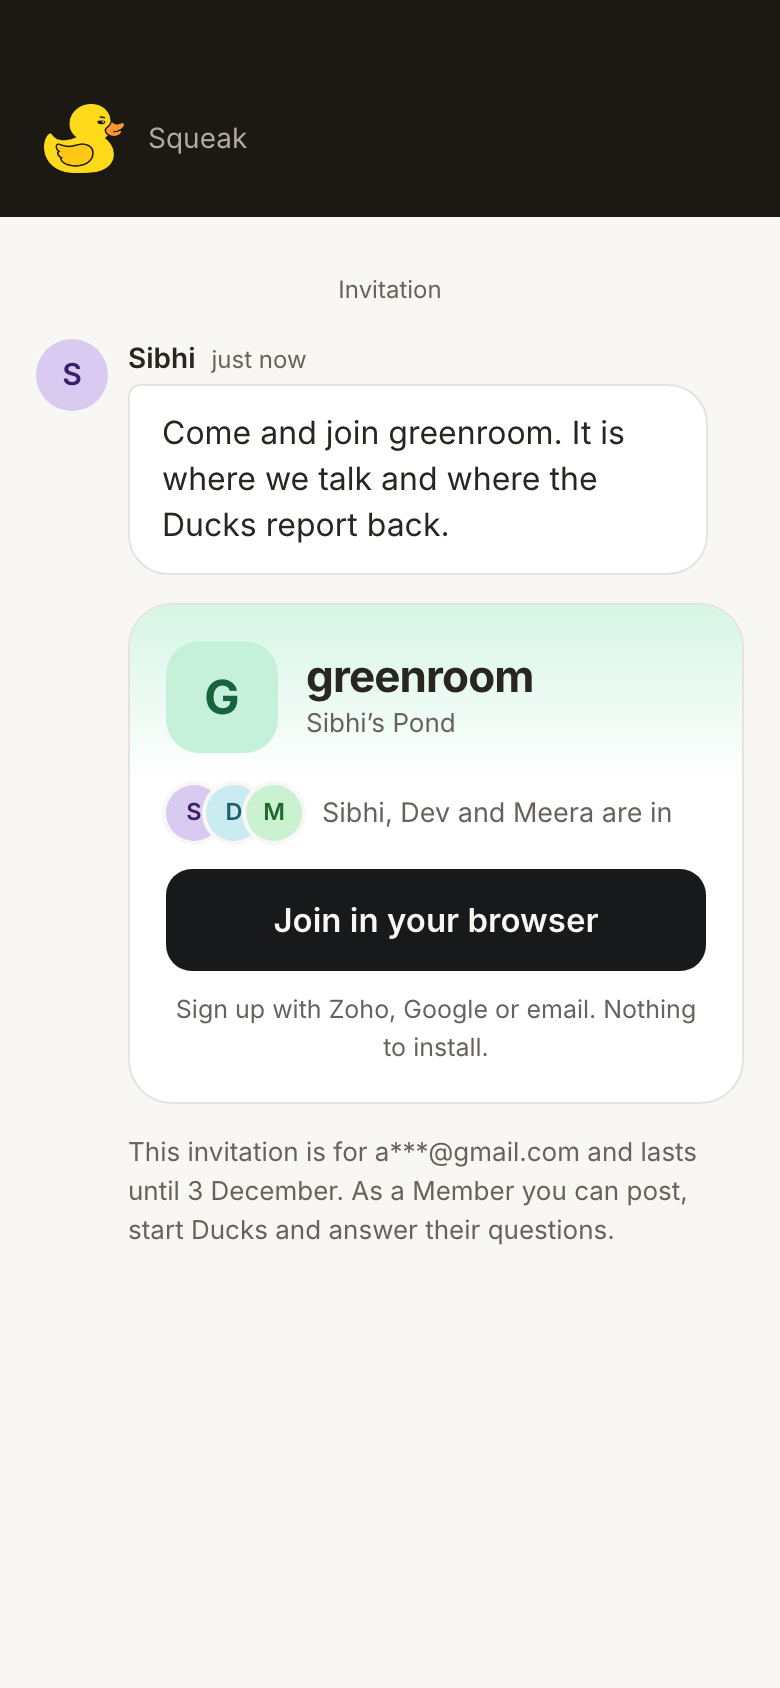 Squeak
Invitation
S
Sibhi just now
Come and join greenroom. It is
where we talk and where the
Ducks report back.
G
greenroom
Sibhi’s Pond
S D M Sibhi, Dev and Meera are in
Join in your browser
Sign up with Zoho, Google or email. Nothing
to install.
This invitation is for a***@gmail.com and lasts
until 3 December. As a Member you can post,
start Ducks and answer their questions.